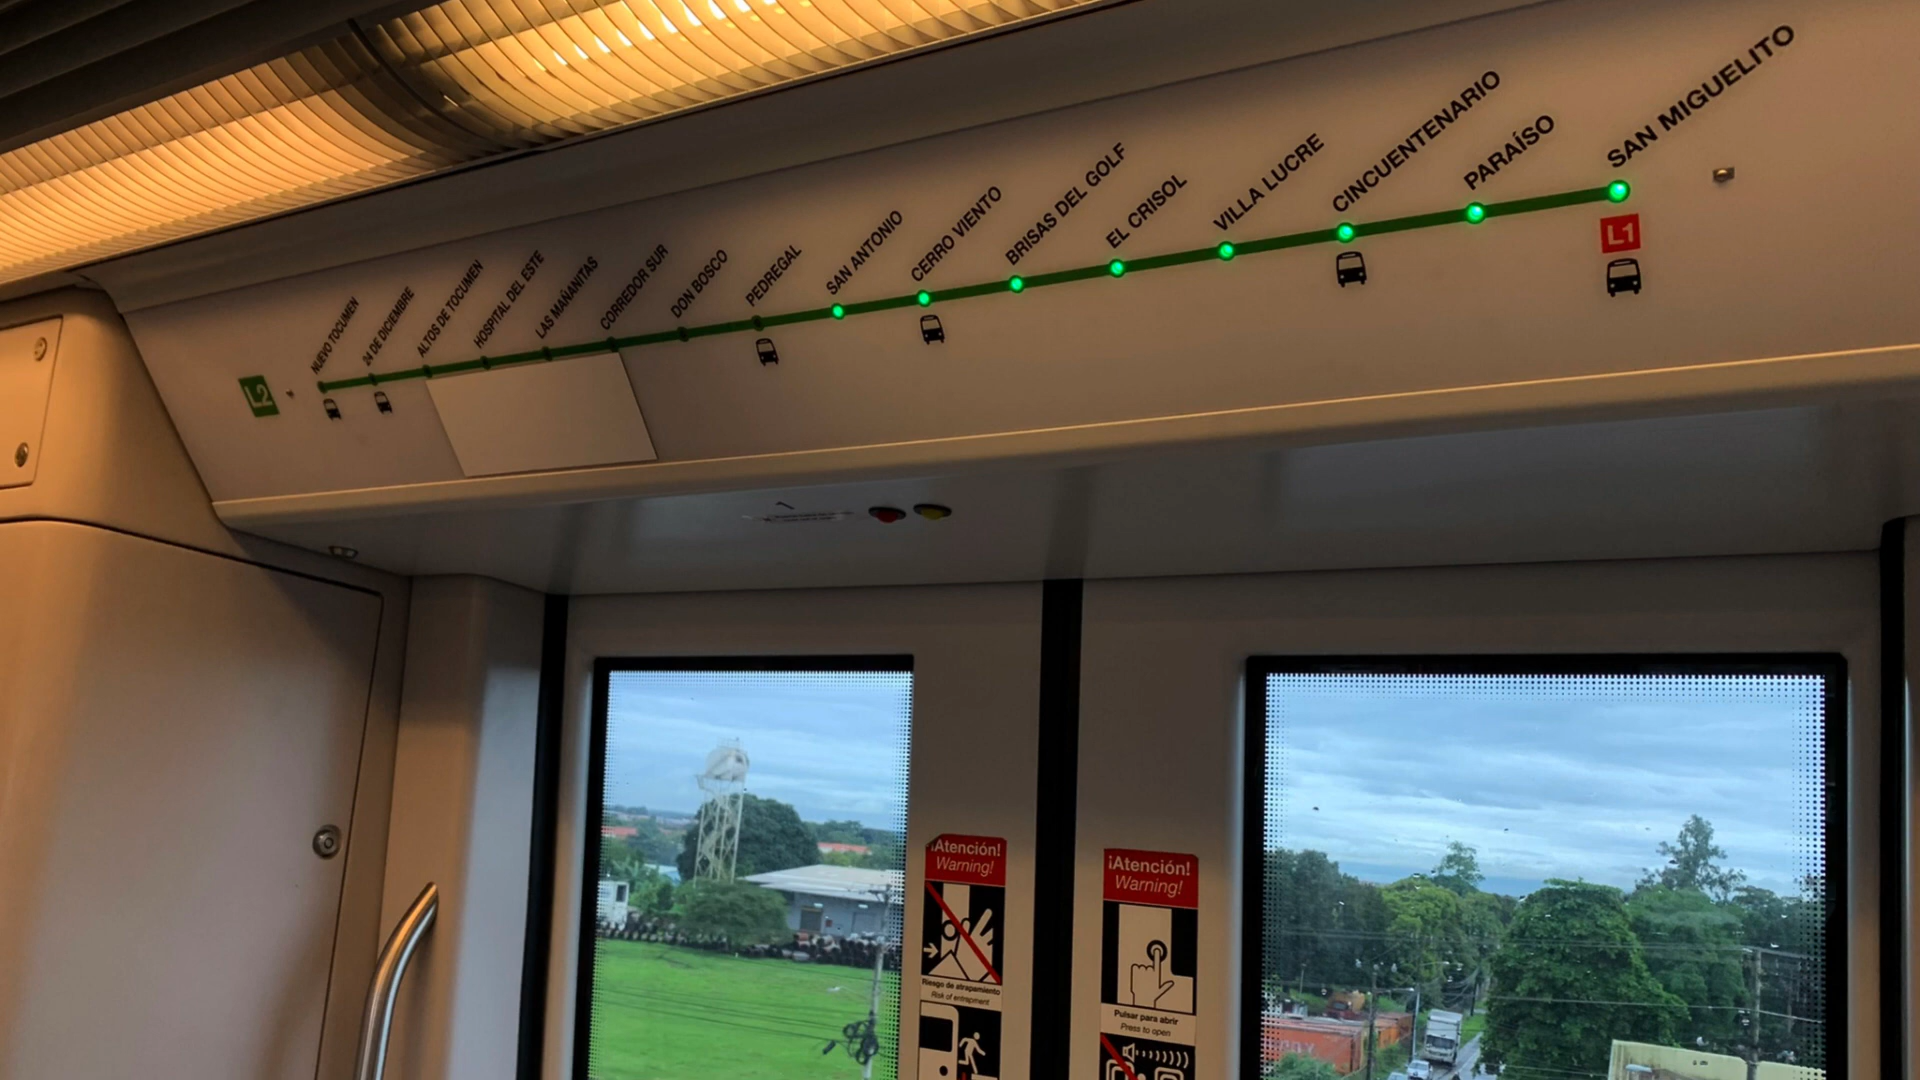 L2
NUEVO TOCUMEN
24 DE DICIEMBRE
ALTOS DE TOCUMEN
HOSPITAL DEL ESTE
LAS MAÑANITAS
CORREDOR SUR
DON BOSCO
PEDREGAL
SAN ANTONIO
CERRO VIENTO
BRISAS DEL GOLF
EL CRISOL
VILLA LUCRE
CINCUENTENARIO
PARAÍSO
SAN MIGUELITO
L1
¡Atención!
Warning!
Riesgo de atrapamiento
Risk of entrapment
¡Atención!
Warning!
Pulsar para abrir
Press to open